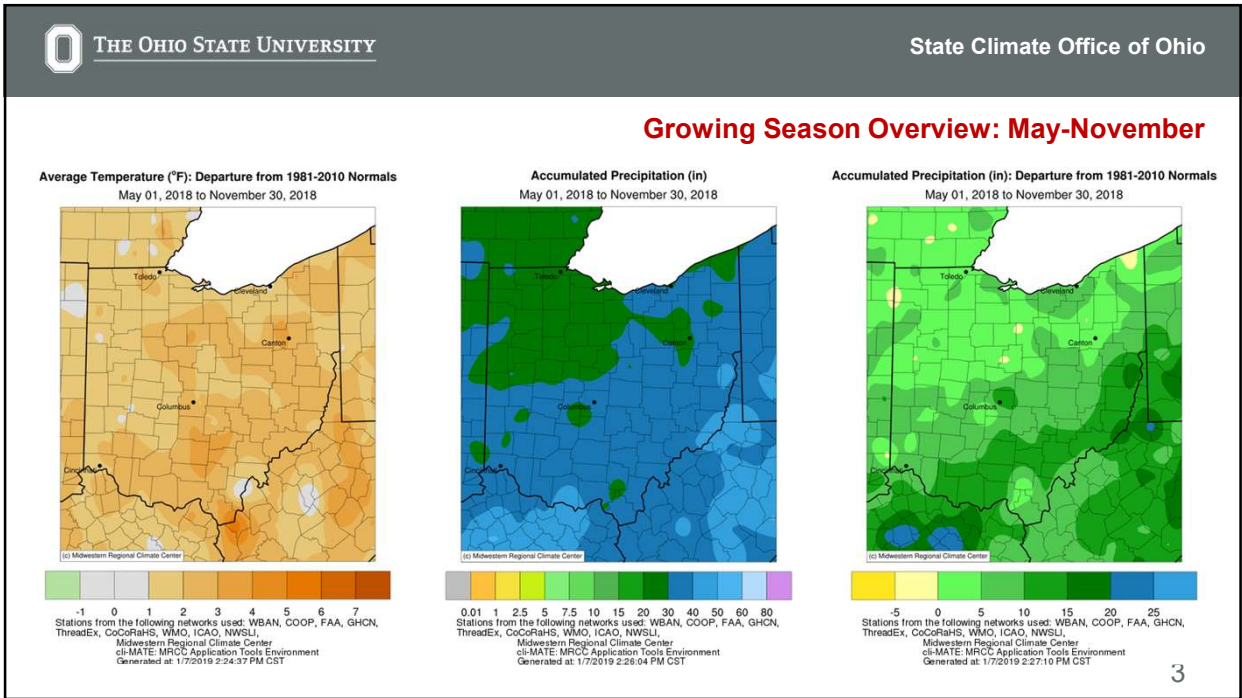 THE OHIO STATE UNIVERSITY
State Climate Office of Ohio
Growing Season Overview: May-November
Average Temperature (°F): Departure from 1981-2010 Normals
May 01, 2018 to November 30, 2018
Toledo
Cleveland
Canton
Columbus
Cincinnati
(c) Midwestern Regional Climate Center
-1 0 1 2 3 4 5 6 7
Stations from the following networks used: WBAN, COOP, FAA, GHCN,
ThreadEx, CoCoRaHS, WMO, ICAO, NWSLI,
Midwestern Regional Climate Center
cli-MATE: MRCC Application Tools Environment
Generated at: 1/7/2019 2:24:37 PM CST
Accumulated Precipitation (in)
May 01, 2018 to November 30, 2018
Toledo
Cleveland
Canton
Columbus
Cincinnati
(c) Midwestern Regional Climate Center
0.01 1 2.5 5 7.5 10 15 20 30 40 50 60 80
Stations from the following networks used: WBAN, COOP, FAA, GHCN,
ThreadEx, CoCoRaHS, WMO, ICAO, NWSLI,
Midwestern Regional Climate Center
cli-MATE: MRCC Application Tools Environment
Generated at: 1/7/2019 2:26:04 PM CST
Accumulated Precipitation (in): Departure from 1981-2010 Normals
May 01, 2018 to November 30, 2018
Toledo
Cleveland
Canton
Columbus
Cincinnati
(c) Midwestern Regional Climate Center
-5 0 5 10 15 20 25
Stations from the following networks used: WBAN, COOP, FAA, GHCN,
ThreadEx, CoCoRaHS, WMO, ICAO, NWSLI,
Midwestern Regional Climate Center
cli-MATE: MRCC Application Tools Environment
Generated at: 1/7/2019 2:27:10 PM CST
3